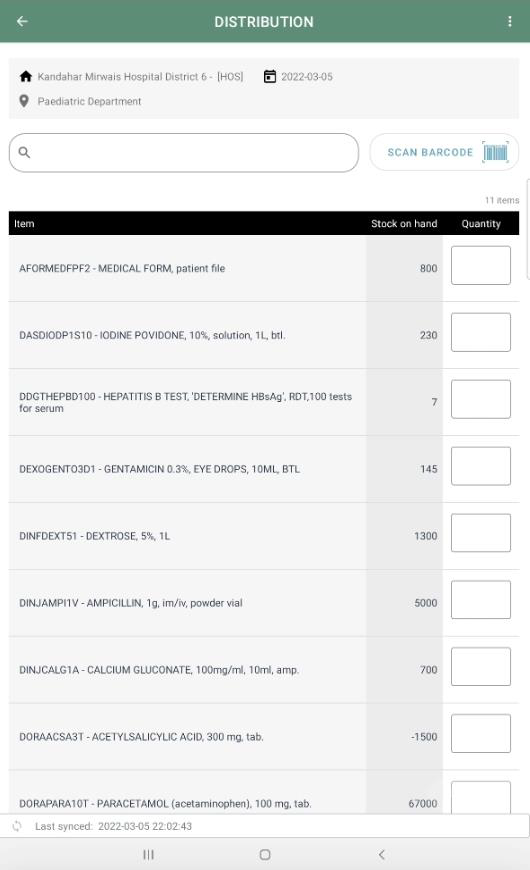 DISTRIBUTION
Kandahar Mirwais Hospital District 6 - [HOS] 2022-03-05
Paediatric Department
SCAN BARCODE
11 items
Item Stock on hand Quantity
AFORMEDFPF2 - MEDICAL FORM, patient file 800
DASDIODP1S10 - IODINE POVIDONE, 10%, solution, 1L, btl. 230
DDGTHEPBD100 - HEPATITIS B TEST, 'DETERMINE HBsAg', RDT,100 tests
for serum 7
DEXOGENTO3D1 - GENTAMICIN 0.3%, EYE DROPS, 10ML, BTL 145
DINFDEXT51 - DEXTROSE, 5%, 1L 1300
DINJAMPI1V - AMPICILLIN, 1g, im/iv, powder vial 5000
DINJCALG1A - CALCIUM GLUCONATE, 100mg/ml, 10ml, amp. 700
DORAACSA3T - ACETYLSALICYLIC ACID, 300 mg, tab. -1500
DORAPARA10T - PARACETAMOL (acetaminophen), 100 mg, tab. 67000
Last synced: 2022-03-05 22:02:43